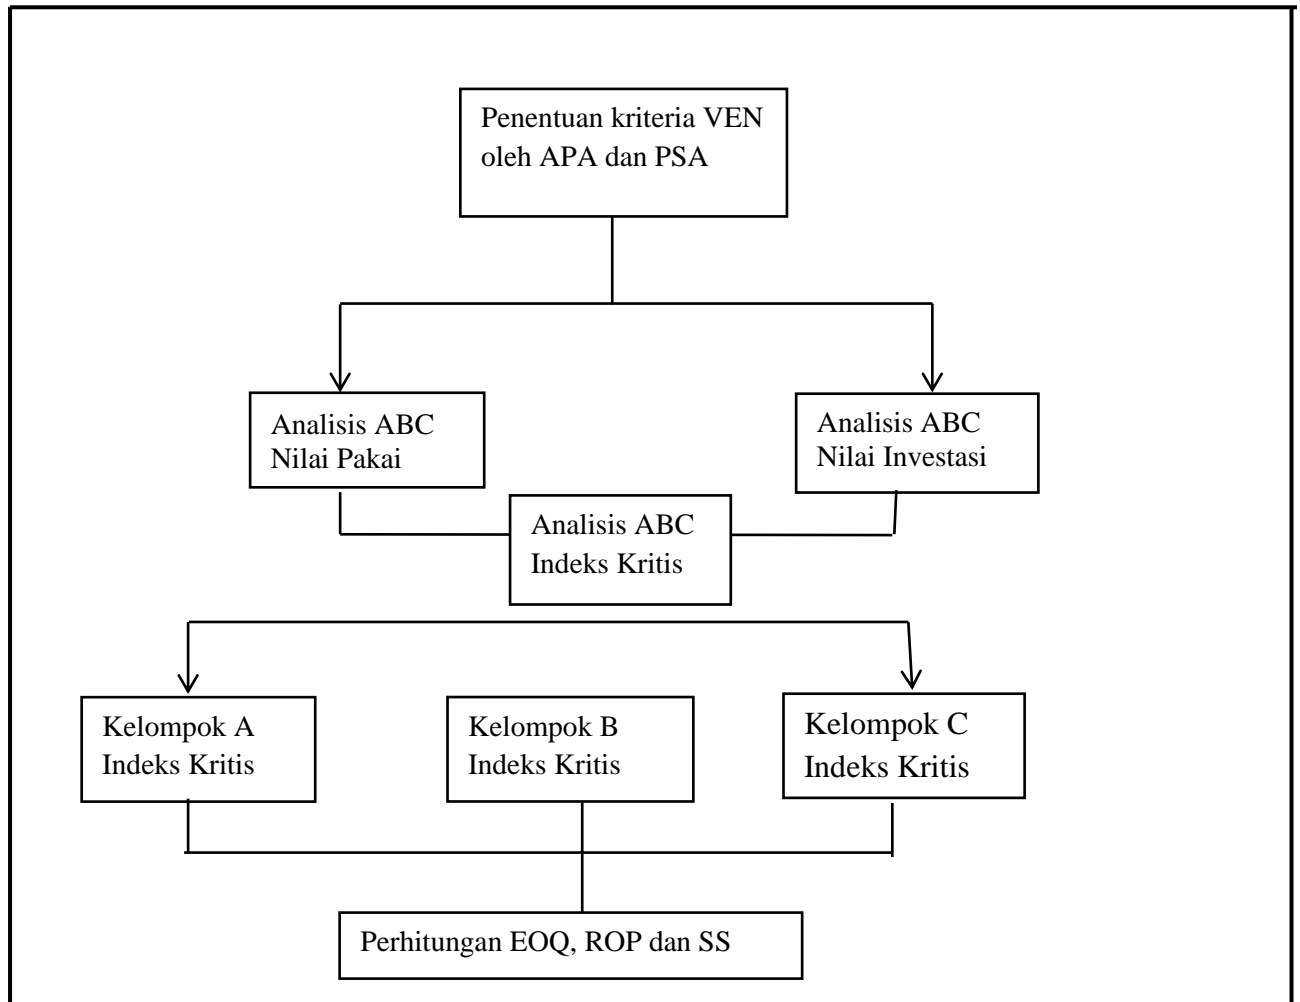 Penentuan kriteria VEN
oleh APA dan PSA
Analisis ABC
Nilai Pakai
Analisis ABC
Nilai Investasi
Analisis ABC
Indeks Kritis
Kelompok A
Indeks Kritis
Kelompok B
Indeks Kritis
Kelompok C
Indeks Kritis
Perhitungan EOQ, ROP dan SS